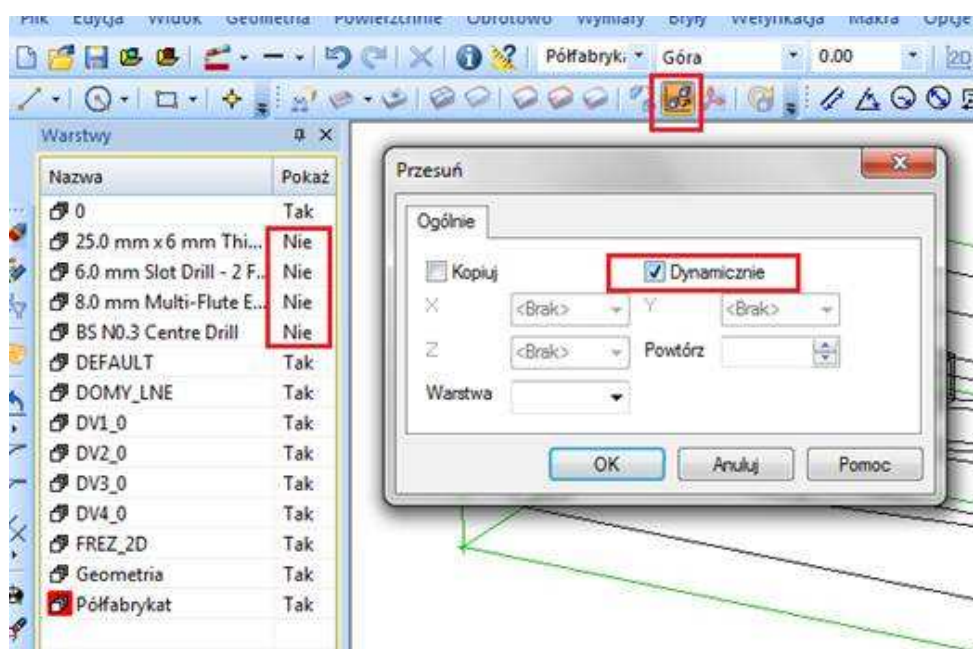 Plik Edycja Widok Geometria Powierzchnie Obrotowo Wymiary Bryły Weryfikacja Makra Opcje
Półfabryk: Góra 0.00 2D
Warstwy
Nazwa Pokaż
0 Tak
25.0 mm x 6 mm Thi... Nie
6.0 mm Slot Drill - 2 F... Nie
8.0 mm Multi-Flute E... Nie
BS N0.3 Centre Drill Nie
DEFAULT Tak
DOMY_LNE Tak
DV1_0 Tak
DV2_0 Tak
DV3_0 Tak
DV4_0 Tak
FREZ_2D Tak
Geometria Tak
Półfabrykat Tak
Przesuń
Ogólnie
Kopiuj Dynamicznie
X <Brak> Y <Brak>
Z <Brak> Powtórz
Warstwa
OK Anuluj Pomoc